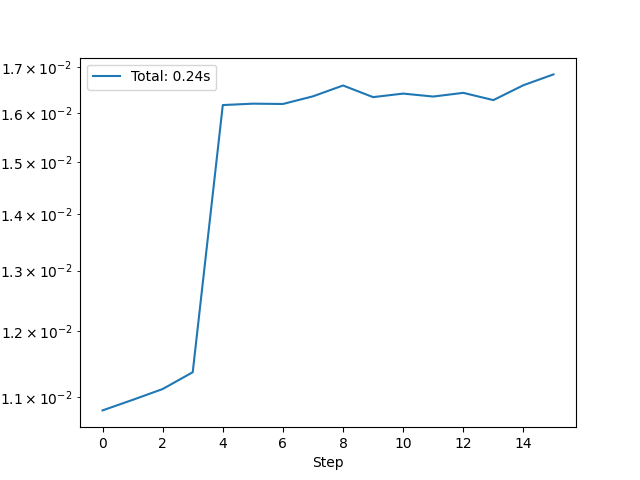 Total: 0.24s
1.7 × 10⁻²
1.6 × 10⁻²
1.5 × 10⁻²
1.4 × 10⁻²
1.3 × 10⁻²
1.2 × 10⁻²
1.1 × 10⁻²
0 2 4 6 8 10 12 14
Step